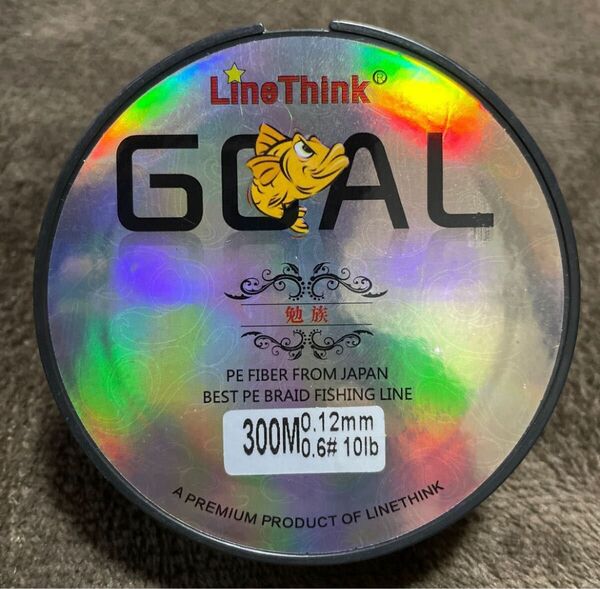 LineThink®
GOAL
勉族
PE FIBER FROM JAPAN
BEST PE BRAID FISHING LINE
300M 0.12mm
0.6# 10lb
A PREMIUM PRODUCT OF LINETHINK